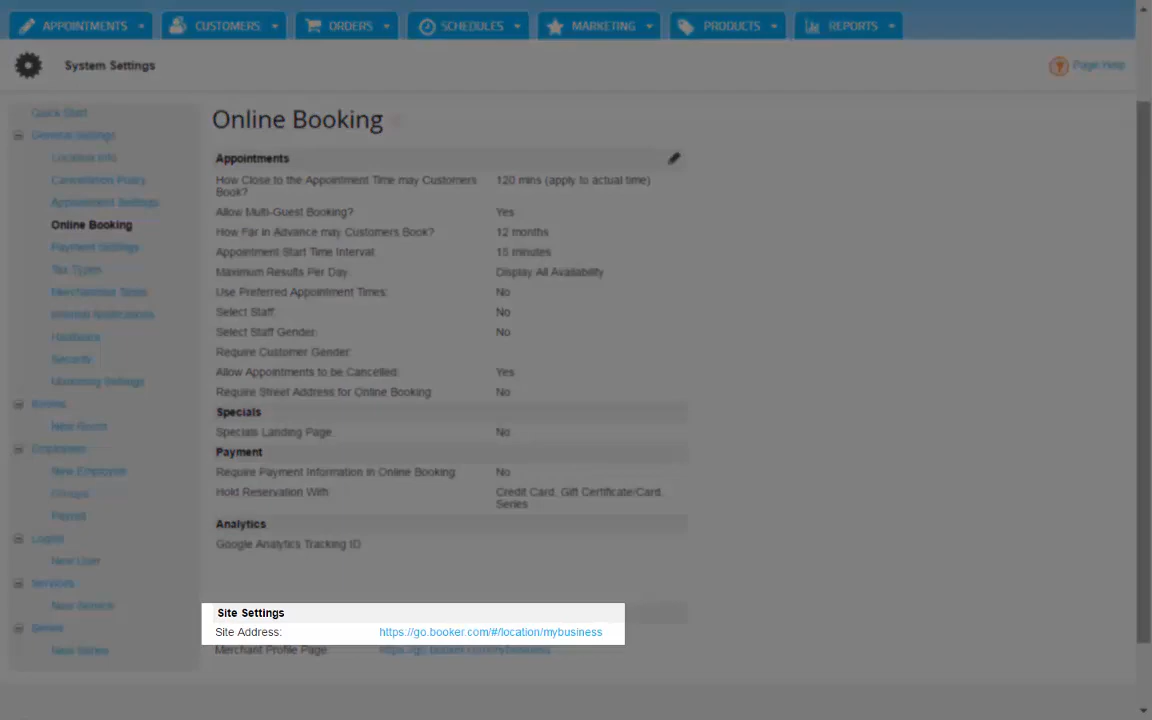 APPOINTMENTS CUSTOMERS ORDERS SCHEDULES MARKETING PRODUCTS REPORTS
System Settings
Page Help
Quick Start
General Settings
Location Info
Cancellation Policy
Appointment Settings
Online Booking
Payment Settings
Tax Types
Merchandise Items
Internal Notifications
Hardware
Security
Marketing Settings
Rooms
New Room
Employees
New Employee
Groups
Payroll
Logins
New User
Services
New Service
Series
New Series
Online Booking
Appointments
How Close to the Appointment Time may Customers 120 mins (apply to actual time)
Book?
Allow Multi-Guest Booking? Yes
How Far in Advance may Customers Book? 12 months
Appointment Start Time Interval 15 minutes
Maximum Results Per Day Display All Availability
Use Preferred Appointment Times: No
Select Staff: No
Select Staff Gender: No
Require Customer Gender:
Allow Appointments to be Cancelled: Yes
Require Street Address for Online Booking No
Specials
Specials Landing Page: No
Payment
Require Payment Information in Online Booking: No
Hold Reservation With: Credit Card, Gift Certificate/Card,
Series
Analytics
Google Analytics Tracking ID
Site Settings
Site Address: https://go.booker.com/#/location/mybusiness
Merchant Profile Page: https://go.booker.com/mybusiness